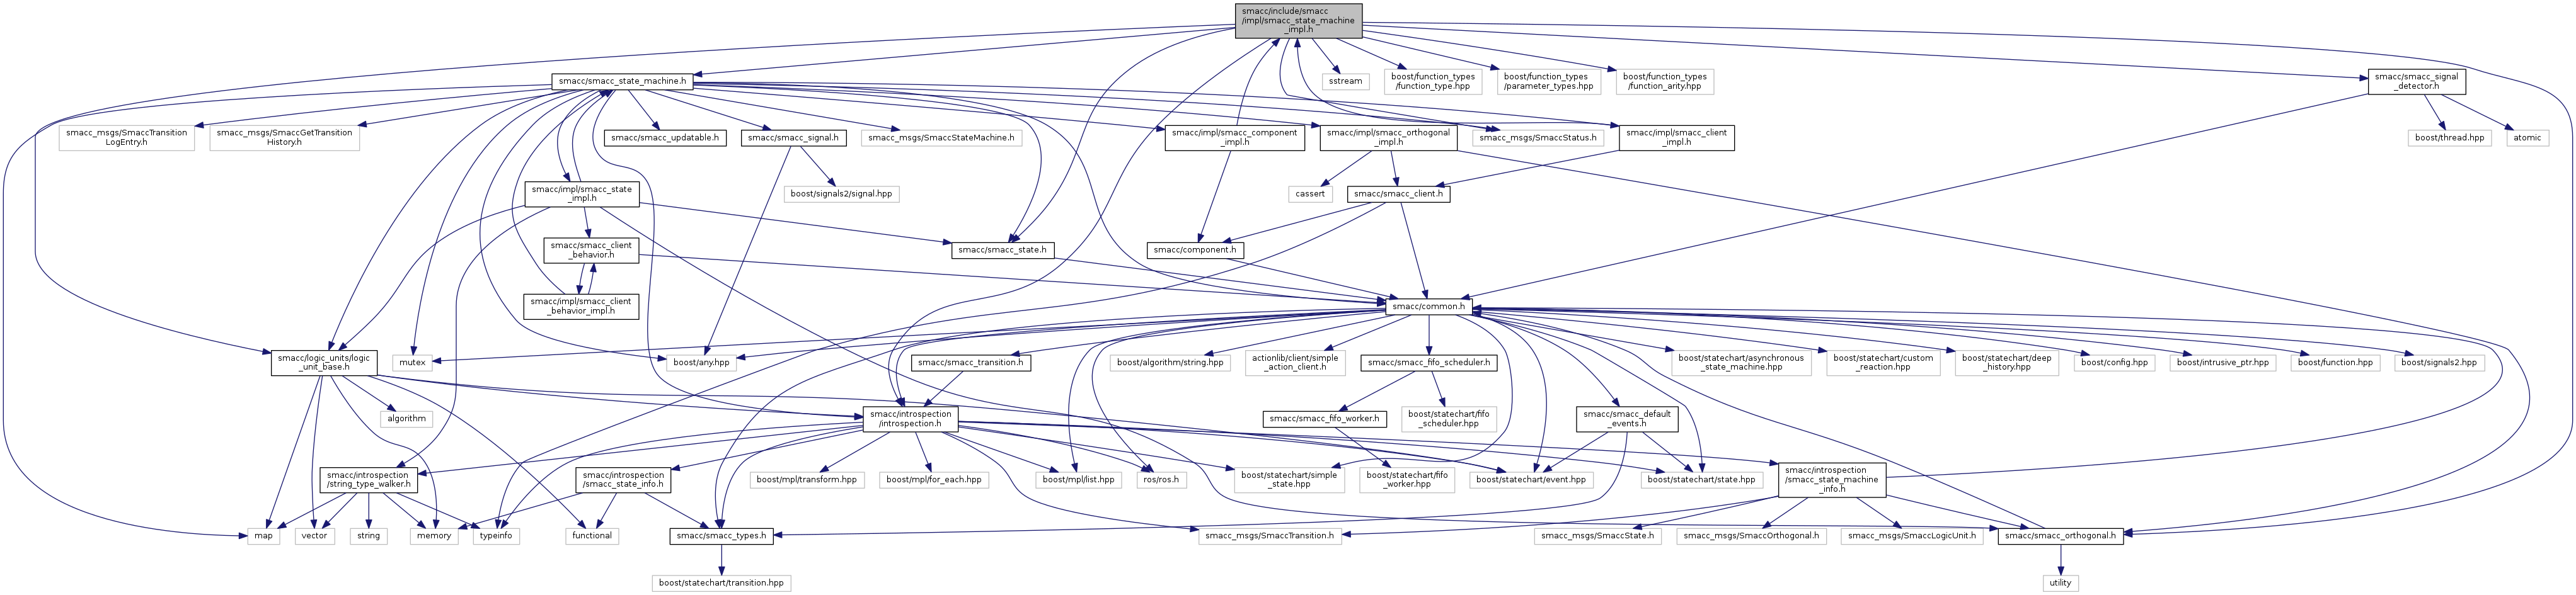 smacc/include/smacc
/impl/smacc_state_machine
_impl.h
smacc/smacc_state_machine.h
sstream
boost/function_types
/function_type.hpp
boost/function_types
/parameter_types.hpp
boost/function_types
/function_arity.hpp
smacc/smacc_signal
_detector.h
smacc_msgs/SmaccTransition
LogEntry.h
smacc_msgs/SmaccGetTransition
History.h
smacc/smacc_updatable.h
smacc/smacc_signal.h
smacc_msgs/SmaccStateMachine.h
smacc/impl/smacc_component
_impl.h
smacc/impl/smacc_orthogonal
_impl.h
smacc_msgs/SmaccStatus.h
smacc/impl/smacc_client
_impl.h
boost/thread.hpp
atomic
smacc/impl/smacc_state
_impl.h
boost/signals2/signal.hpp
cassert
smacc/smacc_client.h
smacc/smacc_client
_behavior.h
smacc/smacc_state.h
smacc/component.h
smacc/impl/smacc_client
_behavior_impl.h
smacc/common.h
smacc/logic_units/logic
_unit_base.h
mutex
boost/any.hpp
smacc/smacc_transition.h
boost/algorithm/string.hpp
actionlib/client/simple
_action_client.h
smacc/smacc_fifo_scheduler.h
boost/statechart/asynchronous
_state_machine.hpp
boost/statechart/custom
_reaction.hpp
boost/statechart/deep
_history.hpp
boost/config.hpp
boost/intrusive_ptr.hpp
boost/function.hpp
boost/signals2.hpp
algorithm
smacc/introspection
/introspection.h
smacc/smacc_fifo_worker.h
boost/statechart/fifo
_scheduler.hpp
smacc/smacc_default
_events.h
smacc/introspection
/string_type_walker.h
smacc/introspection
/smacc_state_info.h
boost/mpl/transform.hpp
boost/mpl/for_each.hpp
boost/mpl/list.hpp
ros/ros.h
boost/statechart/simple
_state.hpp
boost/statechart/fifo
_worker.hpp
boost/statechart/event.hpp
boost/statechart/state.hpp
smacc/introspection
/smacc_state_machine
_info.h
map
vector
string
memory
typeinfo
functional
smacc/smacc_types.h
smacc_msgs/SmaccTransition.h
smacc_msgs/SmaccState.h
smacc_msgs/SmaccOrthogonal.h
smacc_msgs/SmaccLogicUnit.h
smacc/smacc_orthogonal.h
boost/statechart/transition.hpp
utility